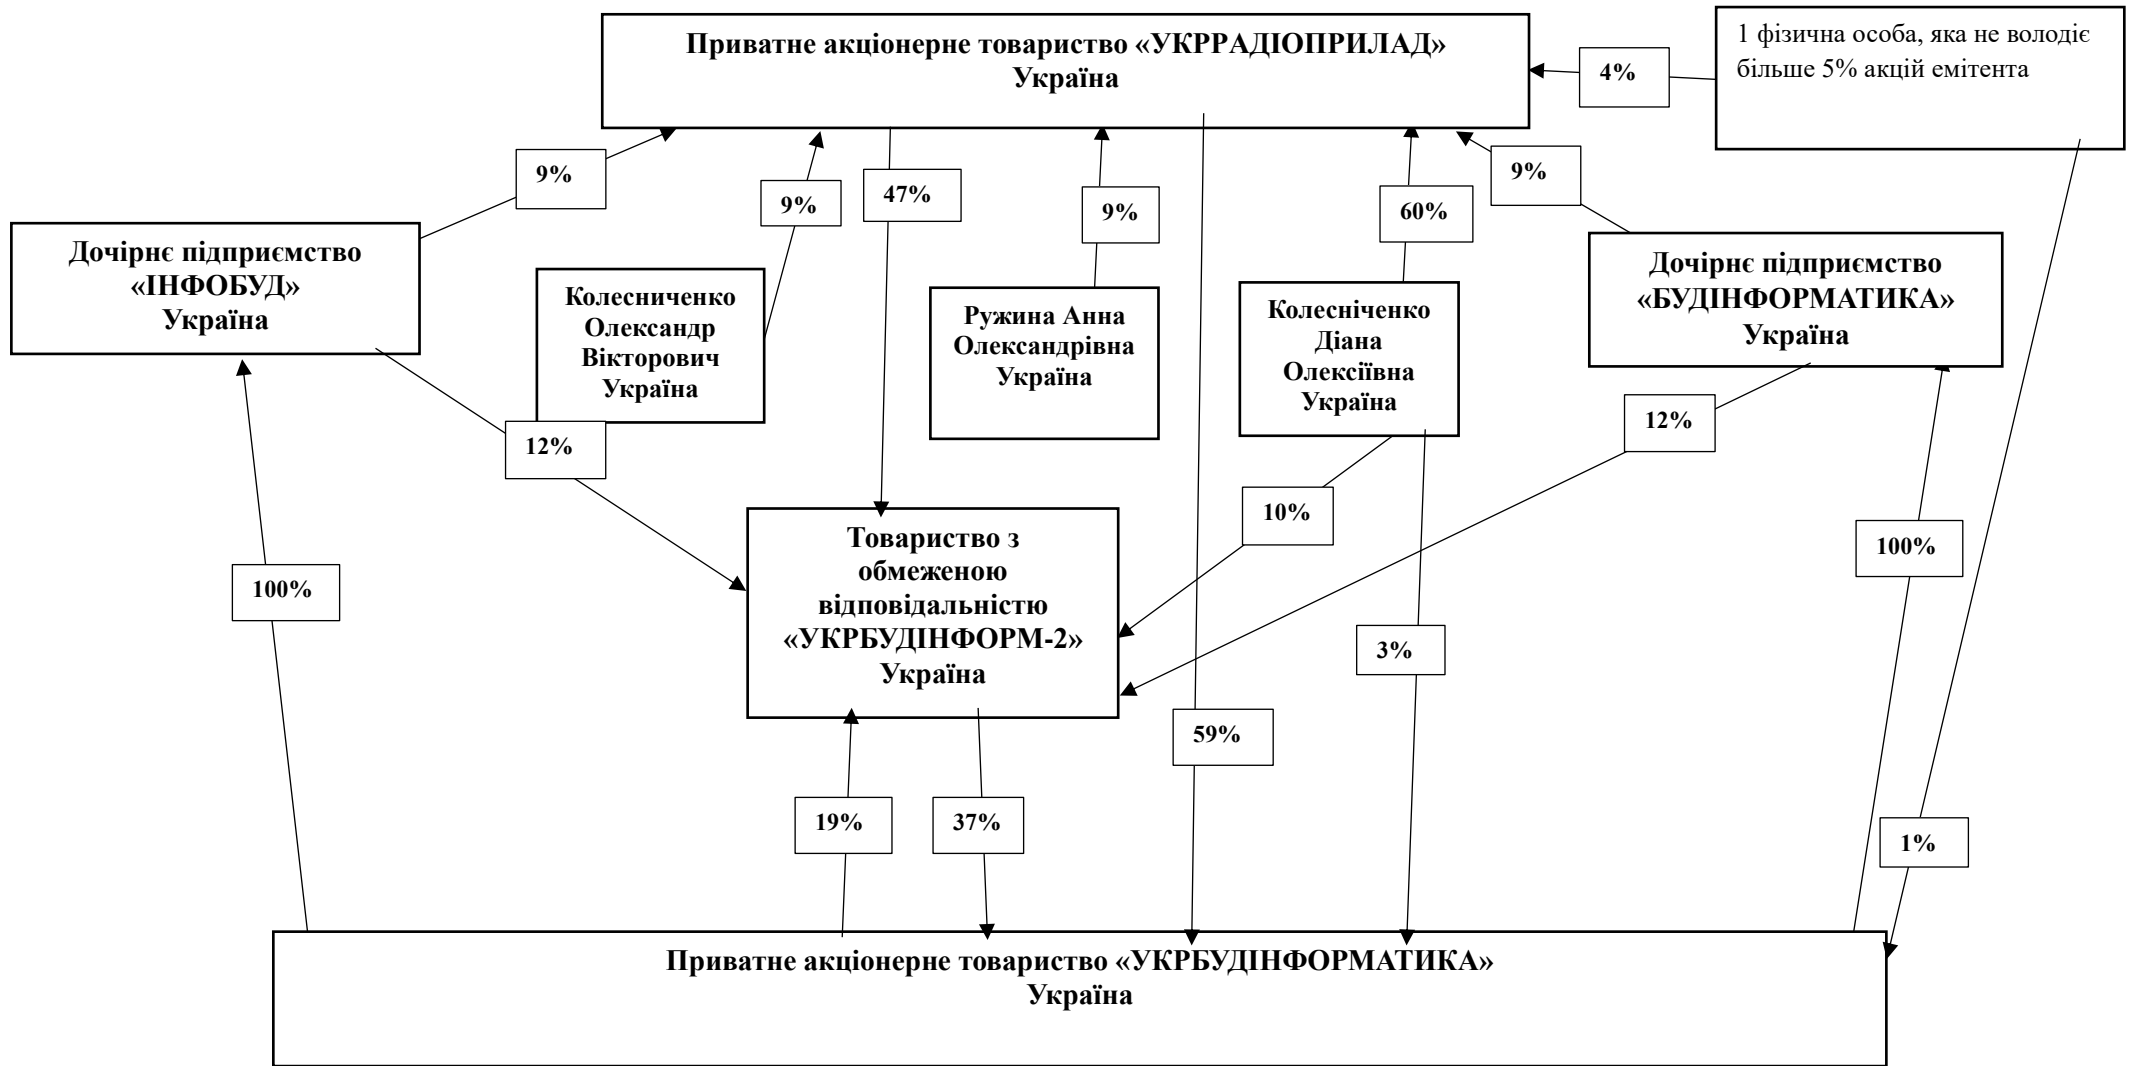 Приватне акціонерне товариство «УКРРАДІОПРИЛАД»
Україна
1 фізична особа, яка не володіє
більше 5% акцій емітента
4%
9%
9%
47%
9%
60%
9%
Дочірнє підприємство
«ІНФОБУД»
Україна
Колесниченко
Олександр
Вікторович
Україна
Ружина Анна
Олександрівна
Україна
Колесніченко
Діана
Олексіївна
Україна
Дочірнє підприємство
«БУДІНФОРМАТИКА»
Україна
12%
12%
10%
Товариство з
обмеженою
відповідальністю
«УКРБУДІНФОРМ-2»
Україна
100%
100%
3%
59%
19%
37%
1%
Приватне акціонерне товариство «УКРБУДІНФОРМАТИКА»
Україна